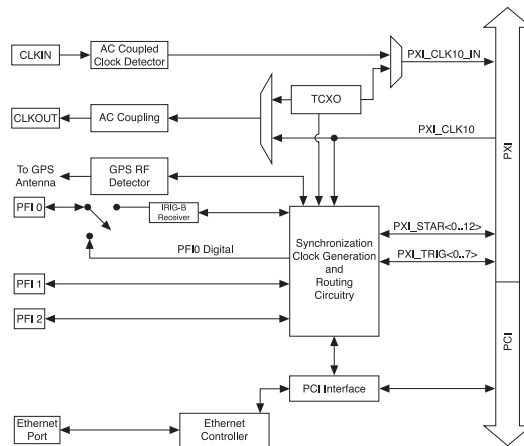 CLKIN
AC Coupled
Clock Detector
PXI_CLK10_IN
CLKOUT
AC Coupling
TCXO
PXI_CLK10
PXI
To GPS
Antenna
GPS RF
Detector
PFI 0
IRIG-B
Receiver
PFI0 Digital
Synchronization
Clock Generation
and
Routing
Circuitry
PXI_STAR<0..12>
PXI_TRIG<0..7>
PFI 1
PFI 2
PCI
PCI Interface
Ethernet
Port
Ethernet
Controller